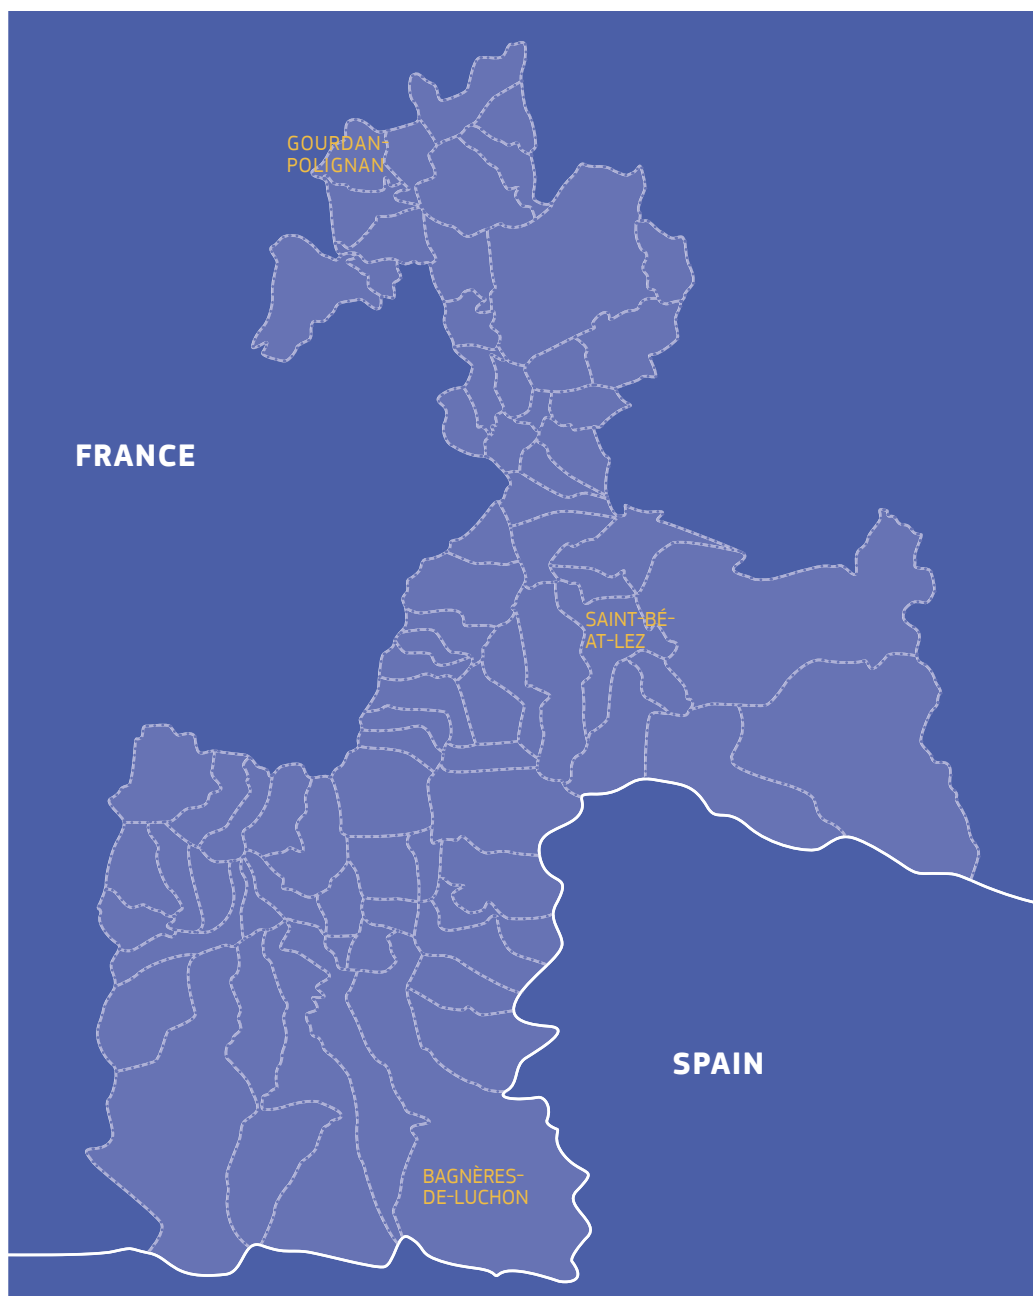 GOURDAN-
POLIGNAN
FRANCE
SAINT-BÉ-
AT-LEZ
SPAIN
BAGNÈRES-
DE-LUCHON